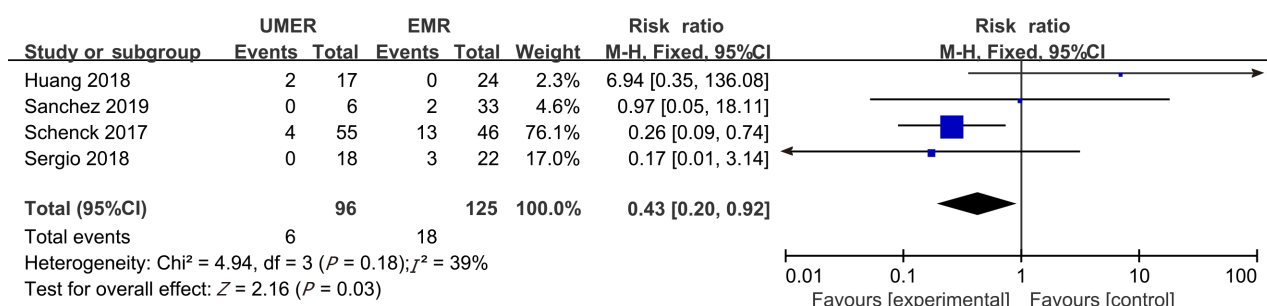 UMER EMR Risk ratio Risk ratio
Study or subgroup Events Total Events Total Weight M-H, Fixed, 95%CI M-H, Fixed, 95%CI
Huang 2018 2 17 0 24 2.3% 6.94 [0.35, 136.08]
Sanchez 2019 0 6 2 33 4.6% 0.97 [0.05, 18.11]
Schenck 2017 4 55 13 46 76.1% 0.26 [0.09, 0.74]
Sergio 2018 0 18 3 22 17.0% 0.17 [0.01, 3.14]
Total (95%CI) 96 125 100.0% 0.43 [0.20, 0.92]
Total events 6 18
Heterogeneity: Chi² = 4.94, df = 3 (P = 0.18); I² = 39%
Test for overall effect: Z = 2.16 (P = 0.03)
0.01 0.1 1 10 100
Favours [experimental] Favours [control]